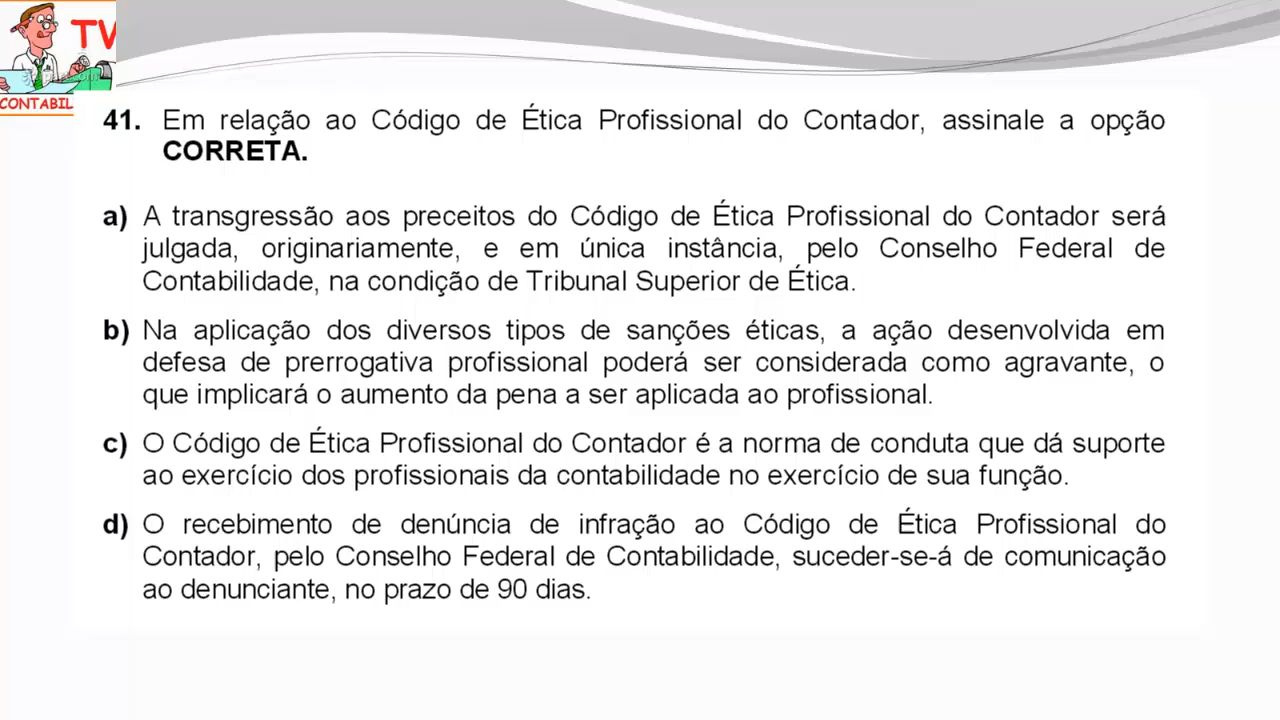 TV
CONTABIL
41. Em relação ao Código de Ética Profissional do Contador, assinale a opção
CORRETA.
a) A transgressão aos preceitos do Código de Ética Profissional do Contador será
julgada, originariamente, e em única instância, pelo Conselho Federal de
Contabilidade, na condição de Tribunal Superior de Ética.
b) Na aplicação dos diversos tipos de sanções éticas, a ação desenvolvida em
defesa de prerrogativa profissional poderá ser considerada como agravante, o
que implicará o aumento da pena a ser aplicada ao profissional.
c) O Código de Ética Profissional do Contador é a norma de conduta que dá suporte
ao exercício dos profissionais da contabilidade no exercício de sua função.
d) O recebimento de denúncia de infração ao Código de Ética Profissional do
Contador, pelo Conselho Federal de Contabilidade, suceder-se-á de comunicação
ao denunciante, no prazo de 90 dias.